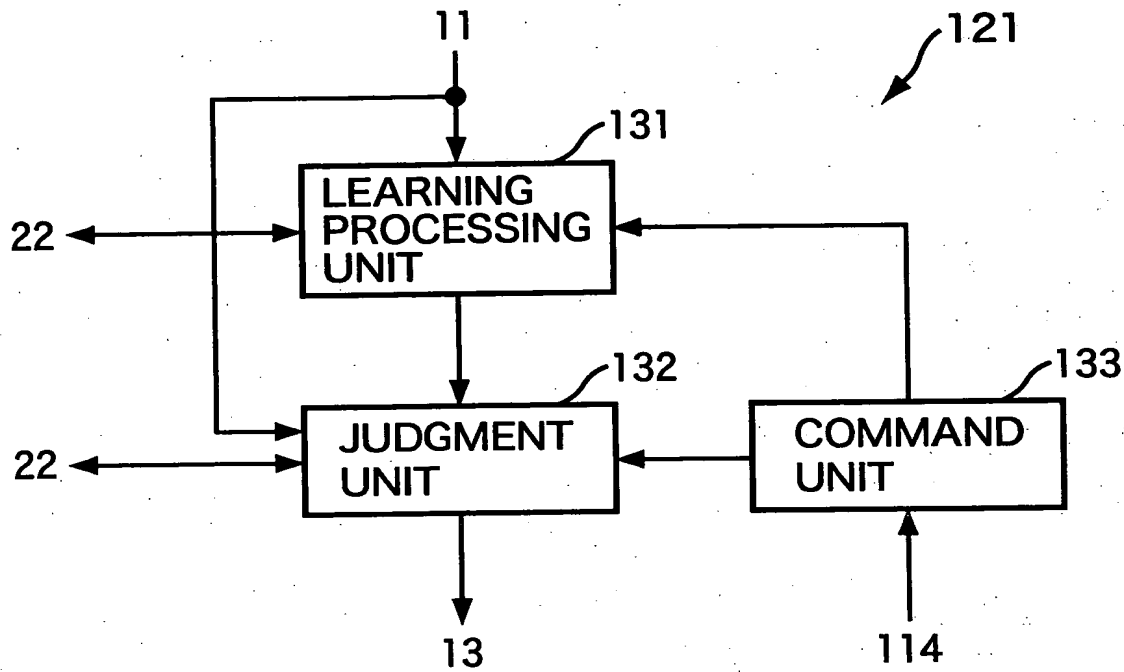 11
121
131
LEARNING
PROCESSING
UNIT
22
132
133
JUDGMENT
UNIT
22
COMMAND
UNIT
13
114